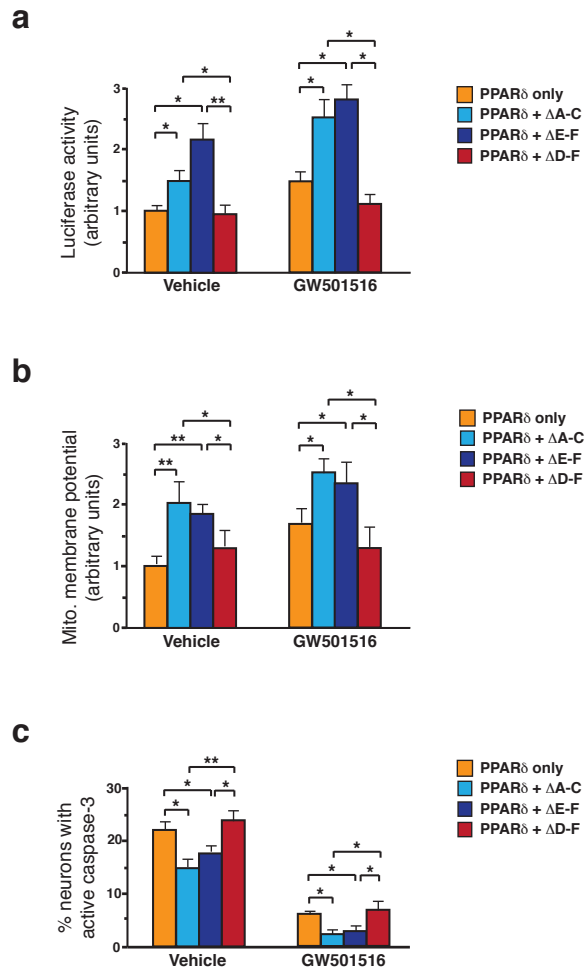 a
Luciferase activity
(arbitrary units)
3
2
1
* * * ** *
* * * * *
Vehicle
GW501516
PPARδ only
PPARδ + ΔA-C
PPARδ + ΔE-F
PPARδ + ΔD-F
b
Mito. membrane potential
(arbitrary units)
3
2
1
** ** * * *
* * * * *
Vehicle
GW501516
PPARδ only
PPARδ + ΔA-C
PPARδ + ΔE-F
PPARδ + ΔD-F
c
% neurons with
active caspase-3
30
20
10
0
* * ** *
* * * *
Vehicle
GW501516
PPARδ only
PPARδ + ΔA-C
PPARδ + ΔE-F
PPARδ + ΔD-F